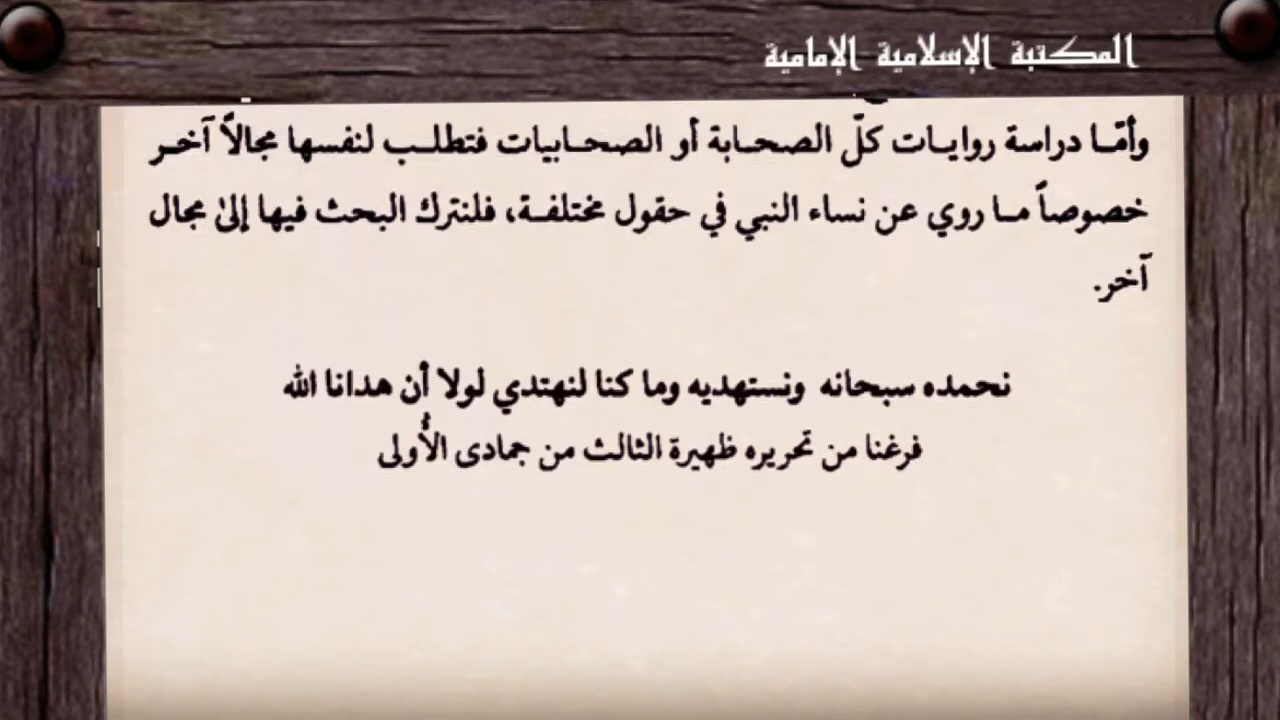 المكتبة الإسلامية الإمامية
وأمّا دراسة روايات كلّ الصحابة أو الصحابيات فتطلب لنفسها مجالاً آخر
خصوصاً ما روي عن نساء النبي في حقول مختلفة، فلنترك البحث فيها إلىٰ مجال
آخر.
نحمده سبحانه ونستهديه وما كنا لنهتدي لولا أن هدانا الله
فرغنا من تحريره ظهيرة الثالث من جمادى الأُولى